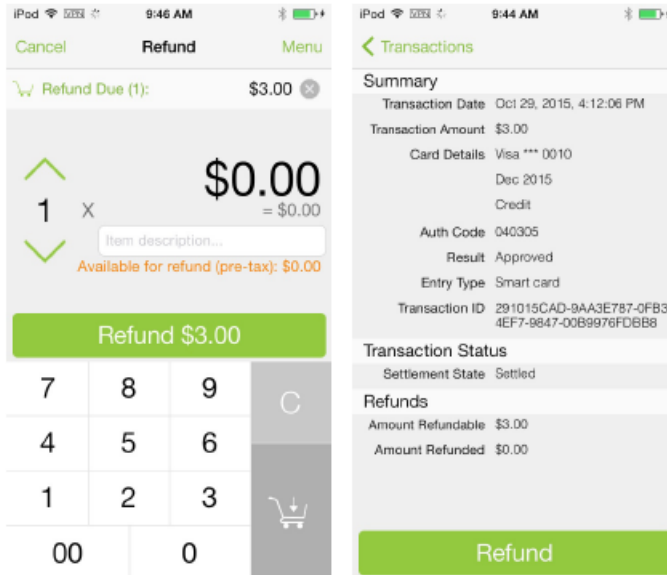 iPod VPN 9:46 AM
Cancel Refund Menu
Refund Due (1): $3.00
$0.00
1 X = $0.00
Item description...
Available for refund (pre-tax): $0.00
Refund $3.00
7 8 9 C
4 5 6
1 2 3
00 0
iPod VPN 9:44 AM
Transactions
Summary
Transaction Date Oct 29, 2015, 4:12:06 PM
Transaction Amount $3.00
Card Details Visa *** 0010
Dec 2015
Credit
Auth Code 040305
Result Approved
Entry Type Smart card
Transaction ID 291015CAD-9AA3E787-0FB3
4EF7-9847-00B9976FDBB8
Transaction Status
Settlement State Settled
Refunds
Amount Refundable $3.00
Amount Refunded $0.00
Refund